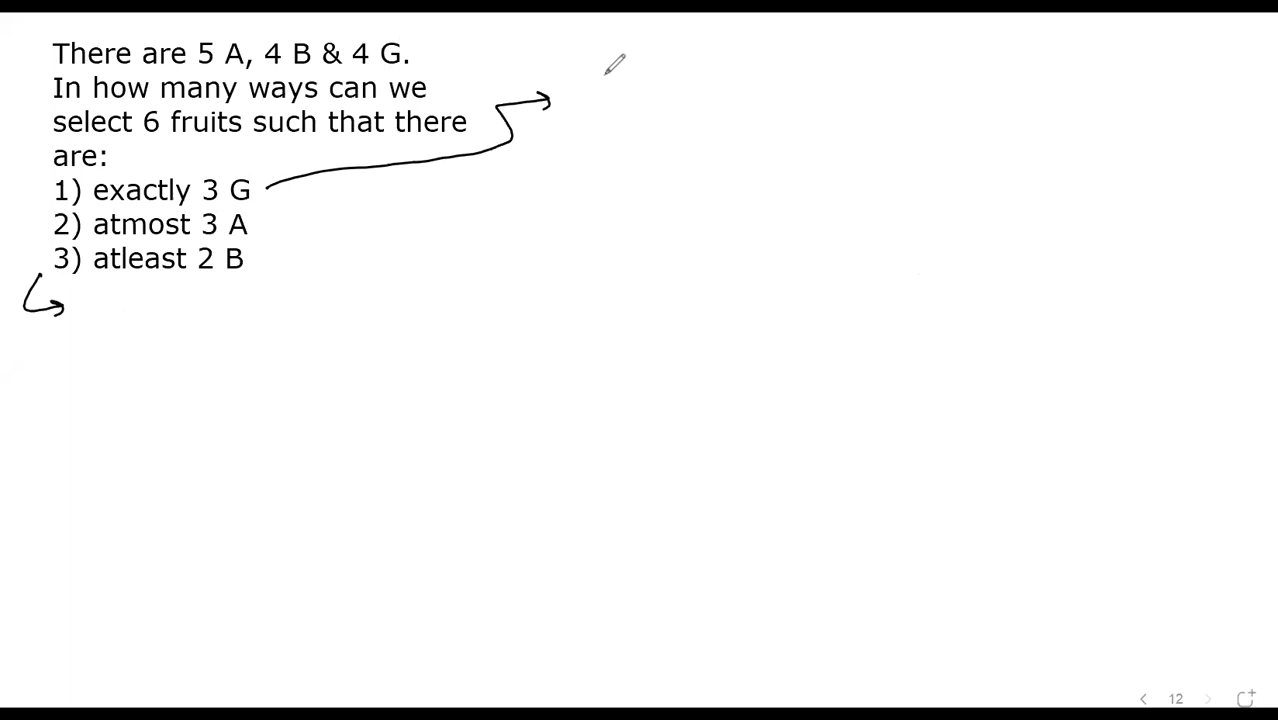 There are 5 A, 4 B & 4 G.
In how many ways can we
select 6 fruits such that there
are:
1) exactly 3 G
2) atmost 3 A
3) atleast 2 B
12